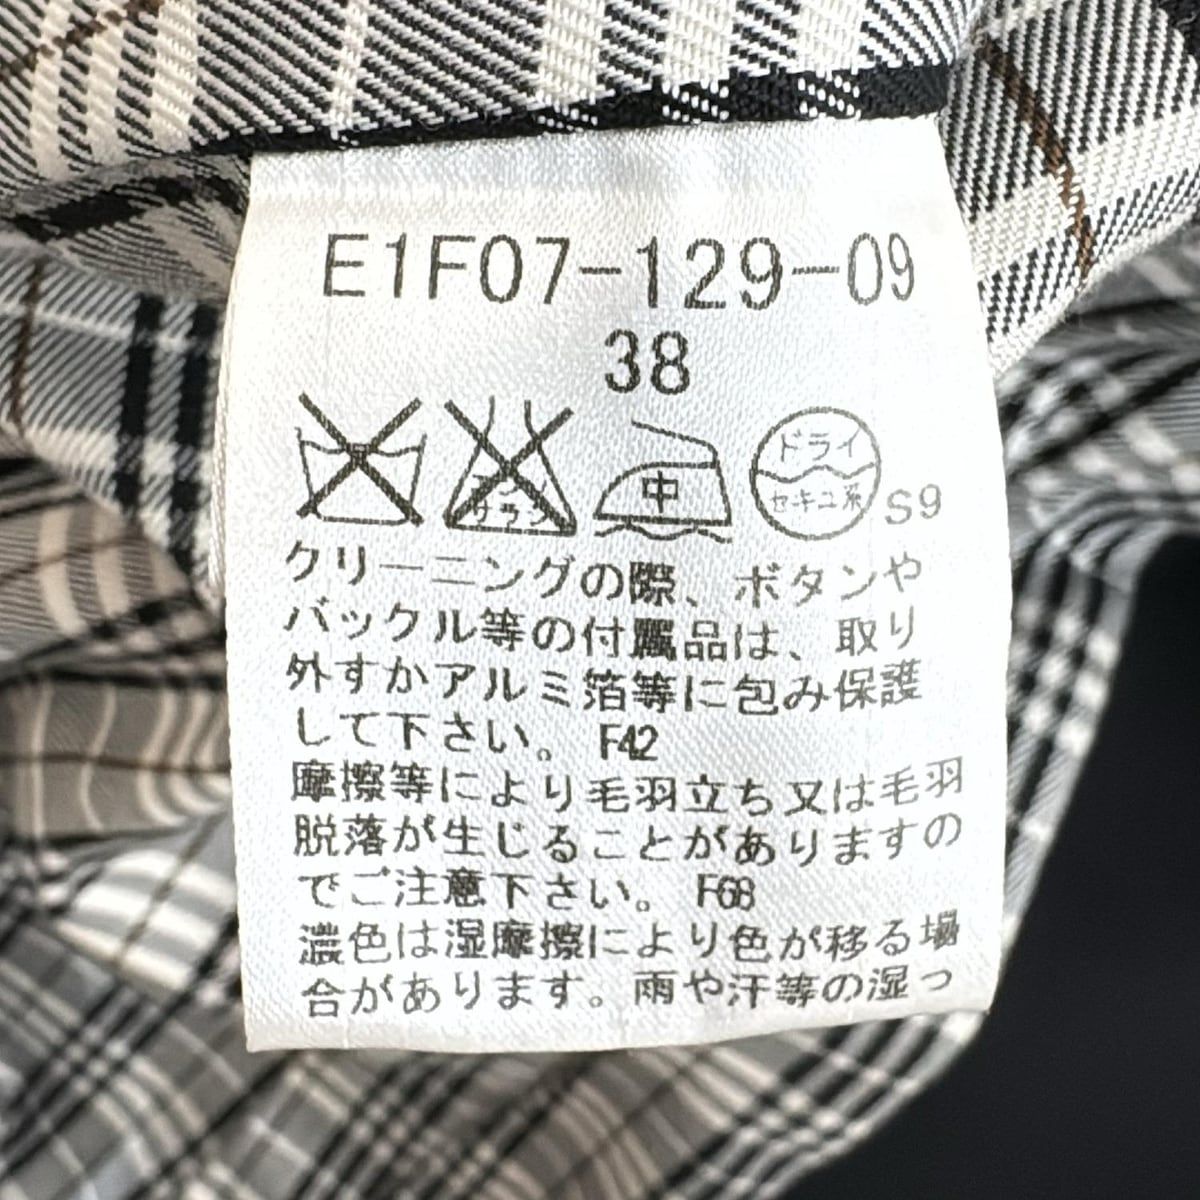 E1F07-129-09
38
中
ドライ
セキユ系
S9
クリーニングの際、ボタンや
バックル等の付属品は、取り
外すかアルミ箔等に包み保護
して下さい。 F42
摩擦等により毛羽立ち又は毛羽
脱落が生じることがありますの
でご注意下さい。 F68
濃色は湿摩擦により色が移る場
合があります。雨や汗等の湿っ